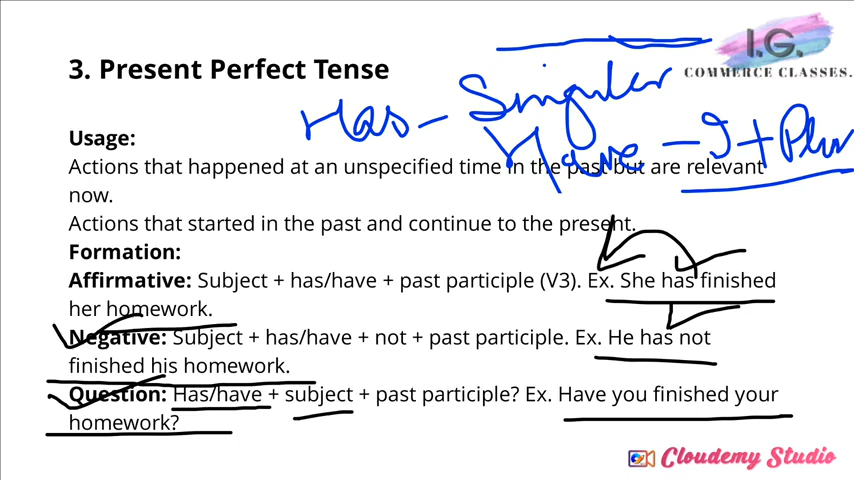 I.G.
COMMERCE CLASSES.
3. Present Perfect Tense
Has - Singular
Have - I + Plur
Usage:
Actions that happened at an unspecified time in the past but are relevant
now.
Actions that started in the past and continue to the present.
Formation:
Affirmative: Subject + has/have + past participle (V3). Ex. She has finished
her homework.
Negative: Subject + has/have + not + past participle. Ex. He has not
finished his homework.
Question: Has/have + subject + past participle? Ex. Have you finished your
homework?
Cloudemy Studio